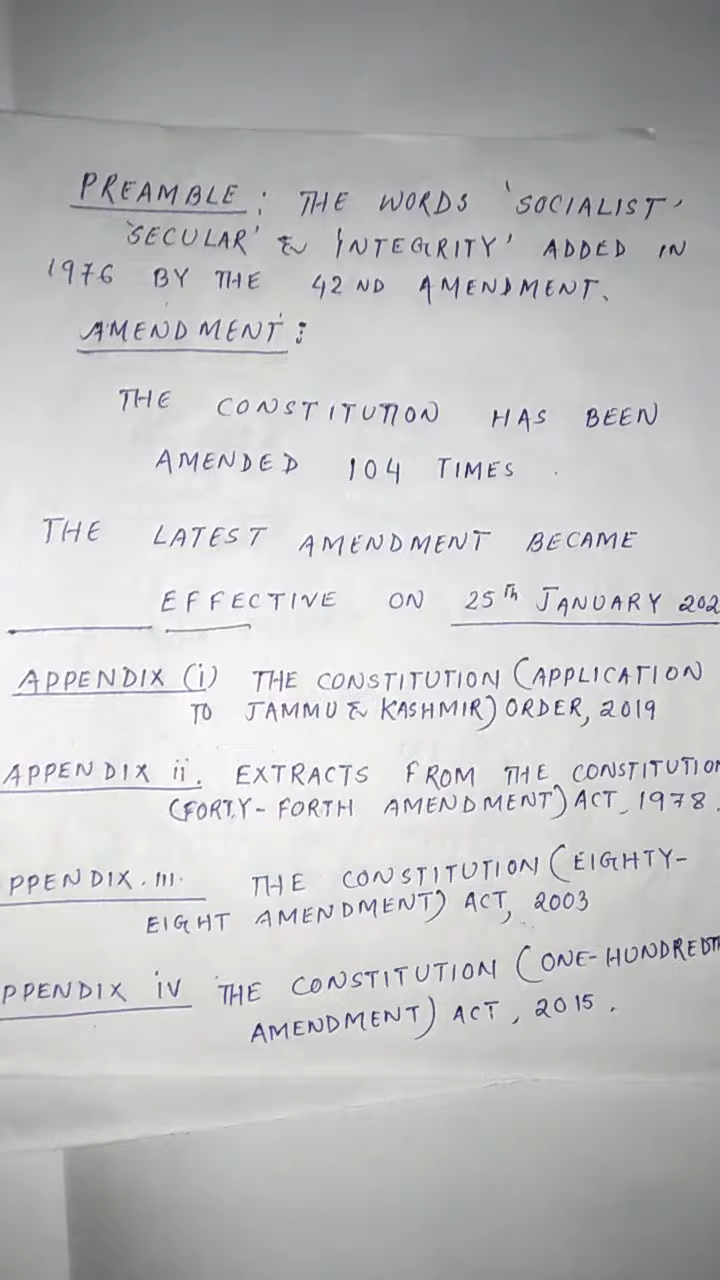 PREAMBLE : THE WORDS 'SOCIALIST'
'SECULAR' & 'INTEGRITY' ADDED IN
1976 BY THE 42ND AMENDMENT.
AMENDMENT :
THE CONSTITUTION HAS BEEN
AMENDED 104 TIMES .
THE LATEST AMENDMENT BECAME
EFFECTIVE ON 25Th JANUARY 202
APPENDIX (i) THE CONSTITUTION (APPLICATION
TO JAMMU & KASHMIR) ORDER, 2019
APPENDIX ii. EXTRACTS FROM THE CONSTITUTION
(FORTY-FORTH AMENDMENT) ACT, 1978.
PPENDIX.III. THE CONSTITUTION (EIGHTY-
EIGHT AMENDMENT) ACT, 2003
PPENDIX IV THE CONSTITUTION (ONE-HUNDREDTH
AMENDMENT) ACT, 2015.